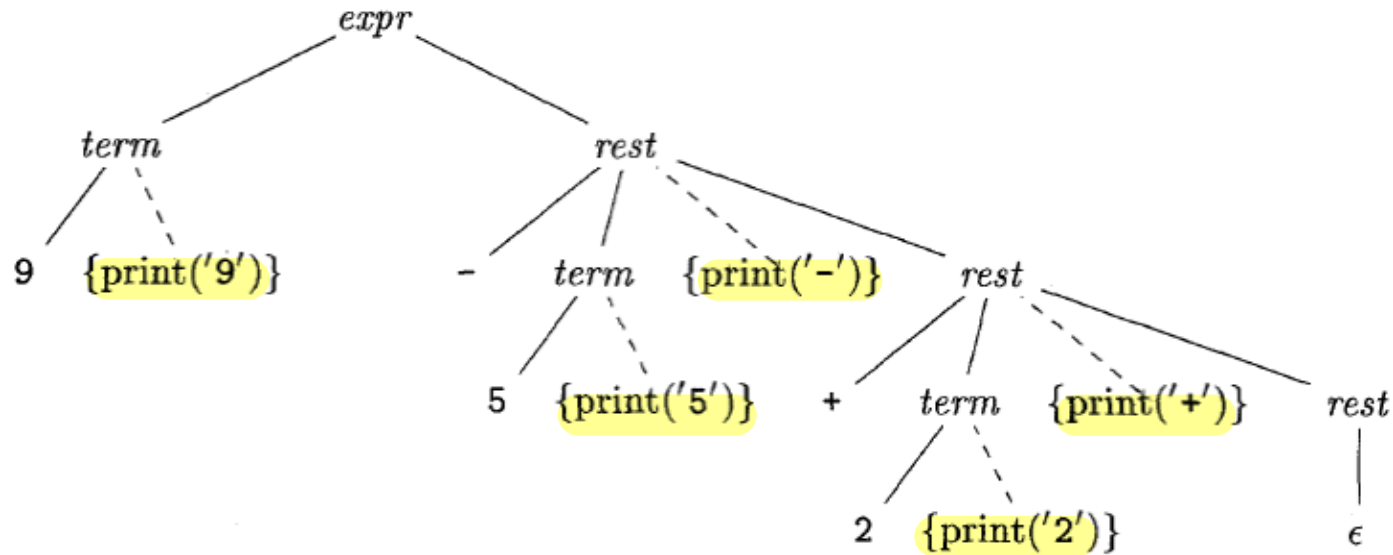 expr
term rest
9 {print('9')} - term {print('-')} rest
5 {print('5')} + term {print('+')} rest
2 {print('2')} ϵ